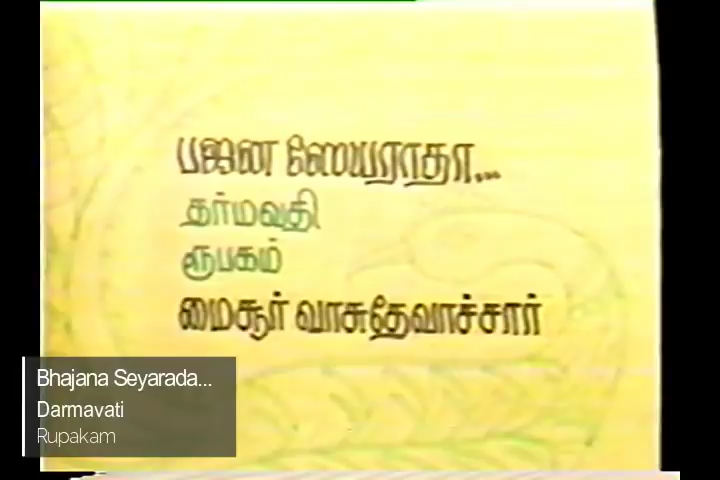 பஜன ஸேயராதா...
தர்மவதி
ரூபகம்
மைசூர் வாசுதேவாச்சார்
Bhajana Seyarada...
Darmavati
Rupakam